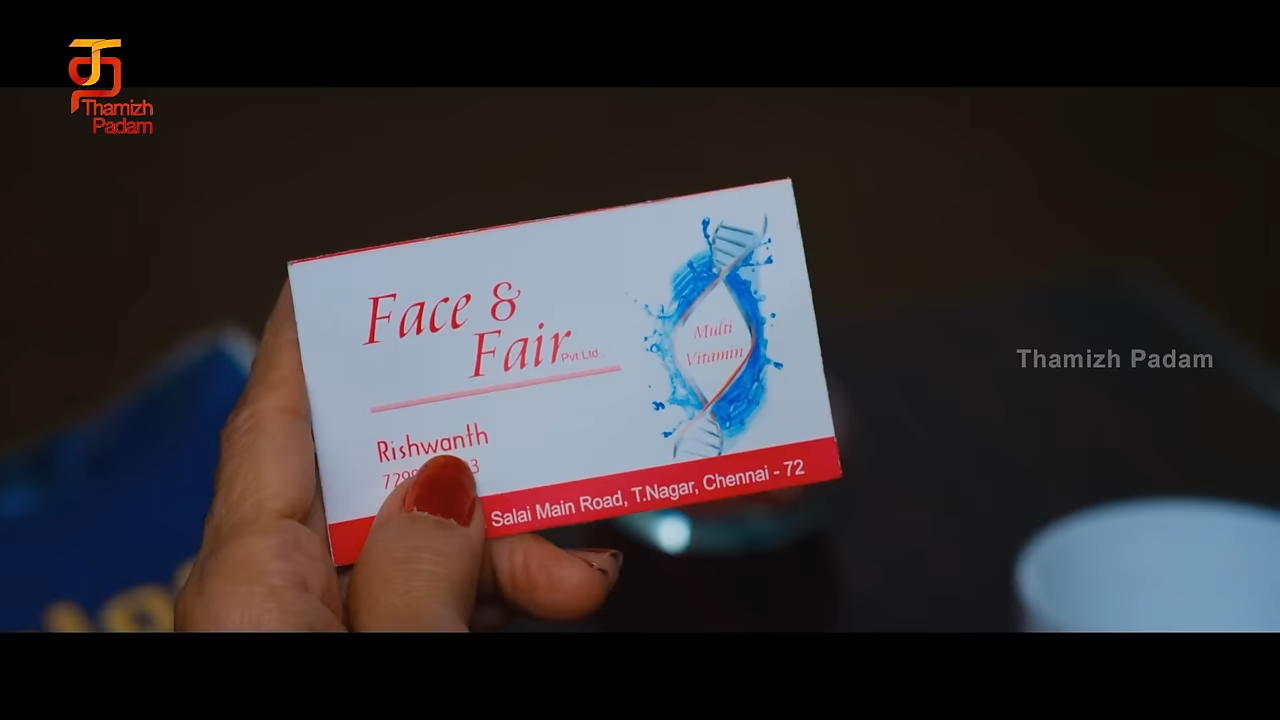 Thamizh
Padam
Face &
Fair Pvt.Ltd.
Multi
Vitamin
Rishwanth
Salai Main Road, T.Nagar, Chennai - 72
Thamizh Padam